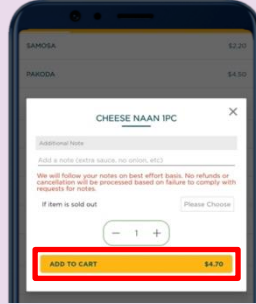 SAMOSA $2.20
PAKODA $4.50
CHEESE NAAN 1PC ×
Additional Note
Add a note (extra sauce, no onion, etc)
We will follow your notes on best effort basis. No refunds or
cancellation will be processed based on failure to comply with
requests for notes.
If item is sold out Please Choose
− 1 +
ADD TO CART $4.70